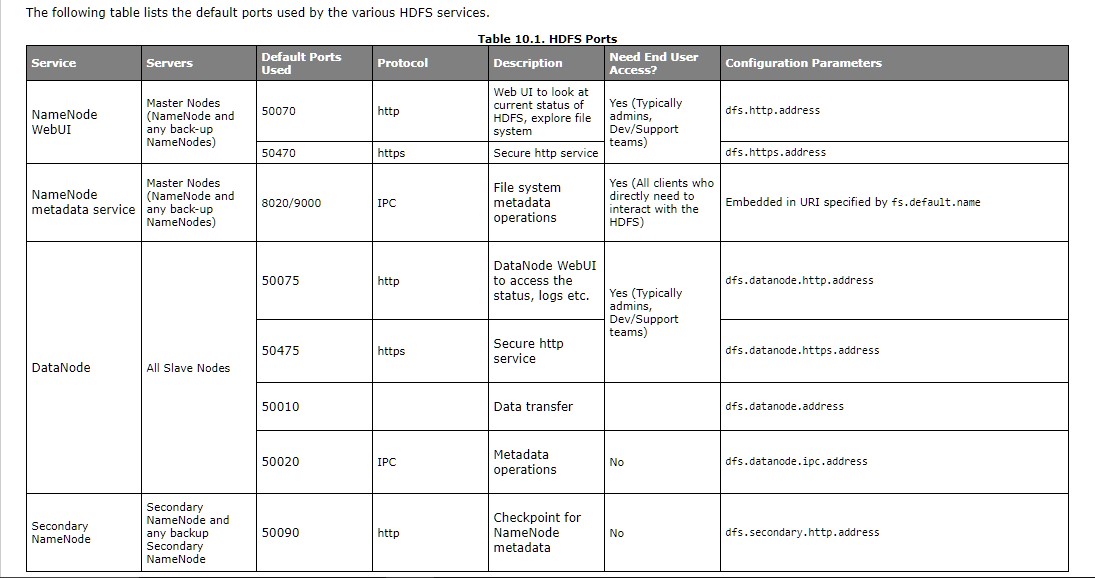 The following table lists the default ports used by the various HDFS services.
Table 10.1. HDFS Ports
Service
Servers
Default Ports
Used
Protocol
Description
Need End User
Access?
Configuration Parameters
NameNode
WebUI
Master Nodes
(NameNode and
any back-up
NameNodes)
50070
http
Web UI to look at
current status of
HDFS, explore file
system
Yes (Typically
admins,
Dev/Support
teams)
dfs.http.address
50470
https
Secure http service
dfs.https.address
NameNode
metadata service
Master Nodes
(NameNode and
any back-up
NameNodes)
8020/9000
IPC
File system
metadata
operations
Yes (All clients who
directly need to
interact with the
HDFS)
Embedded in URI specified by fs.default.name
DataNode
All Slave Nodes
50075
http
DataNode WebUI
to access the
status, logs etc.
Yes (Typically
admins,
Dev/Support
teams)
dfs.datanode.http.address
50475
https
Secure http
service
dfs.datanode.https.address
50010
Data transfer
dfs.datanode.address
50020
IPC
Metadata
operations
No
dfs.datanode.ipc.address
Secondary
NameNode
Secondary
NameNode and
any backup
Secondary
NameNode
50090
http
Checkpoint for
NameNode
metadata
No
dfs.secondary.http.address